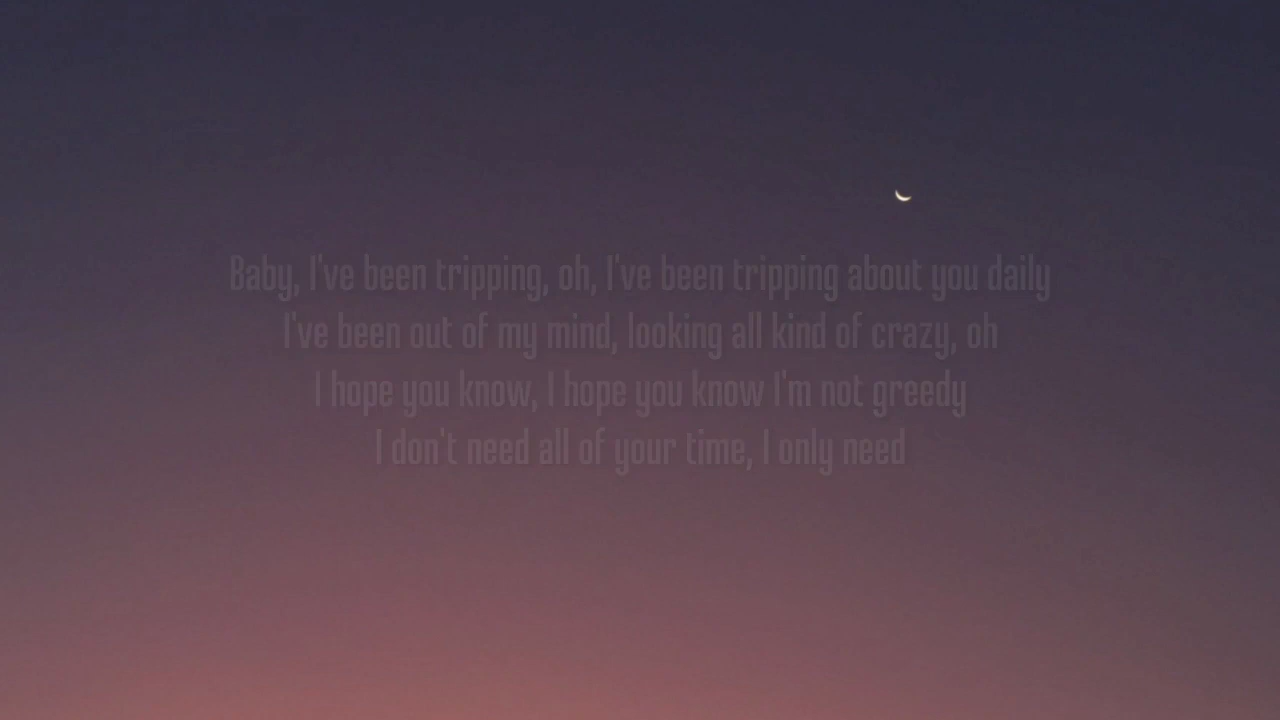 Baby, I've been tripping, oh, I've been tripping about you daily
I've been out of my mind, looking all kind of crazy, oh
I hope you know, I hope you know I'm not greedy
I don't need all of your time, I only need